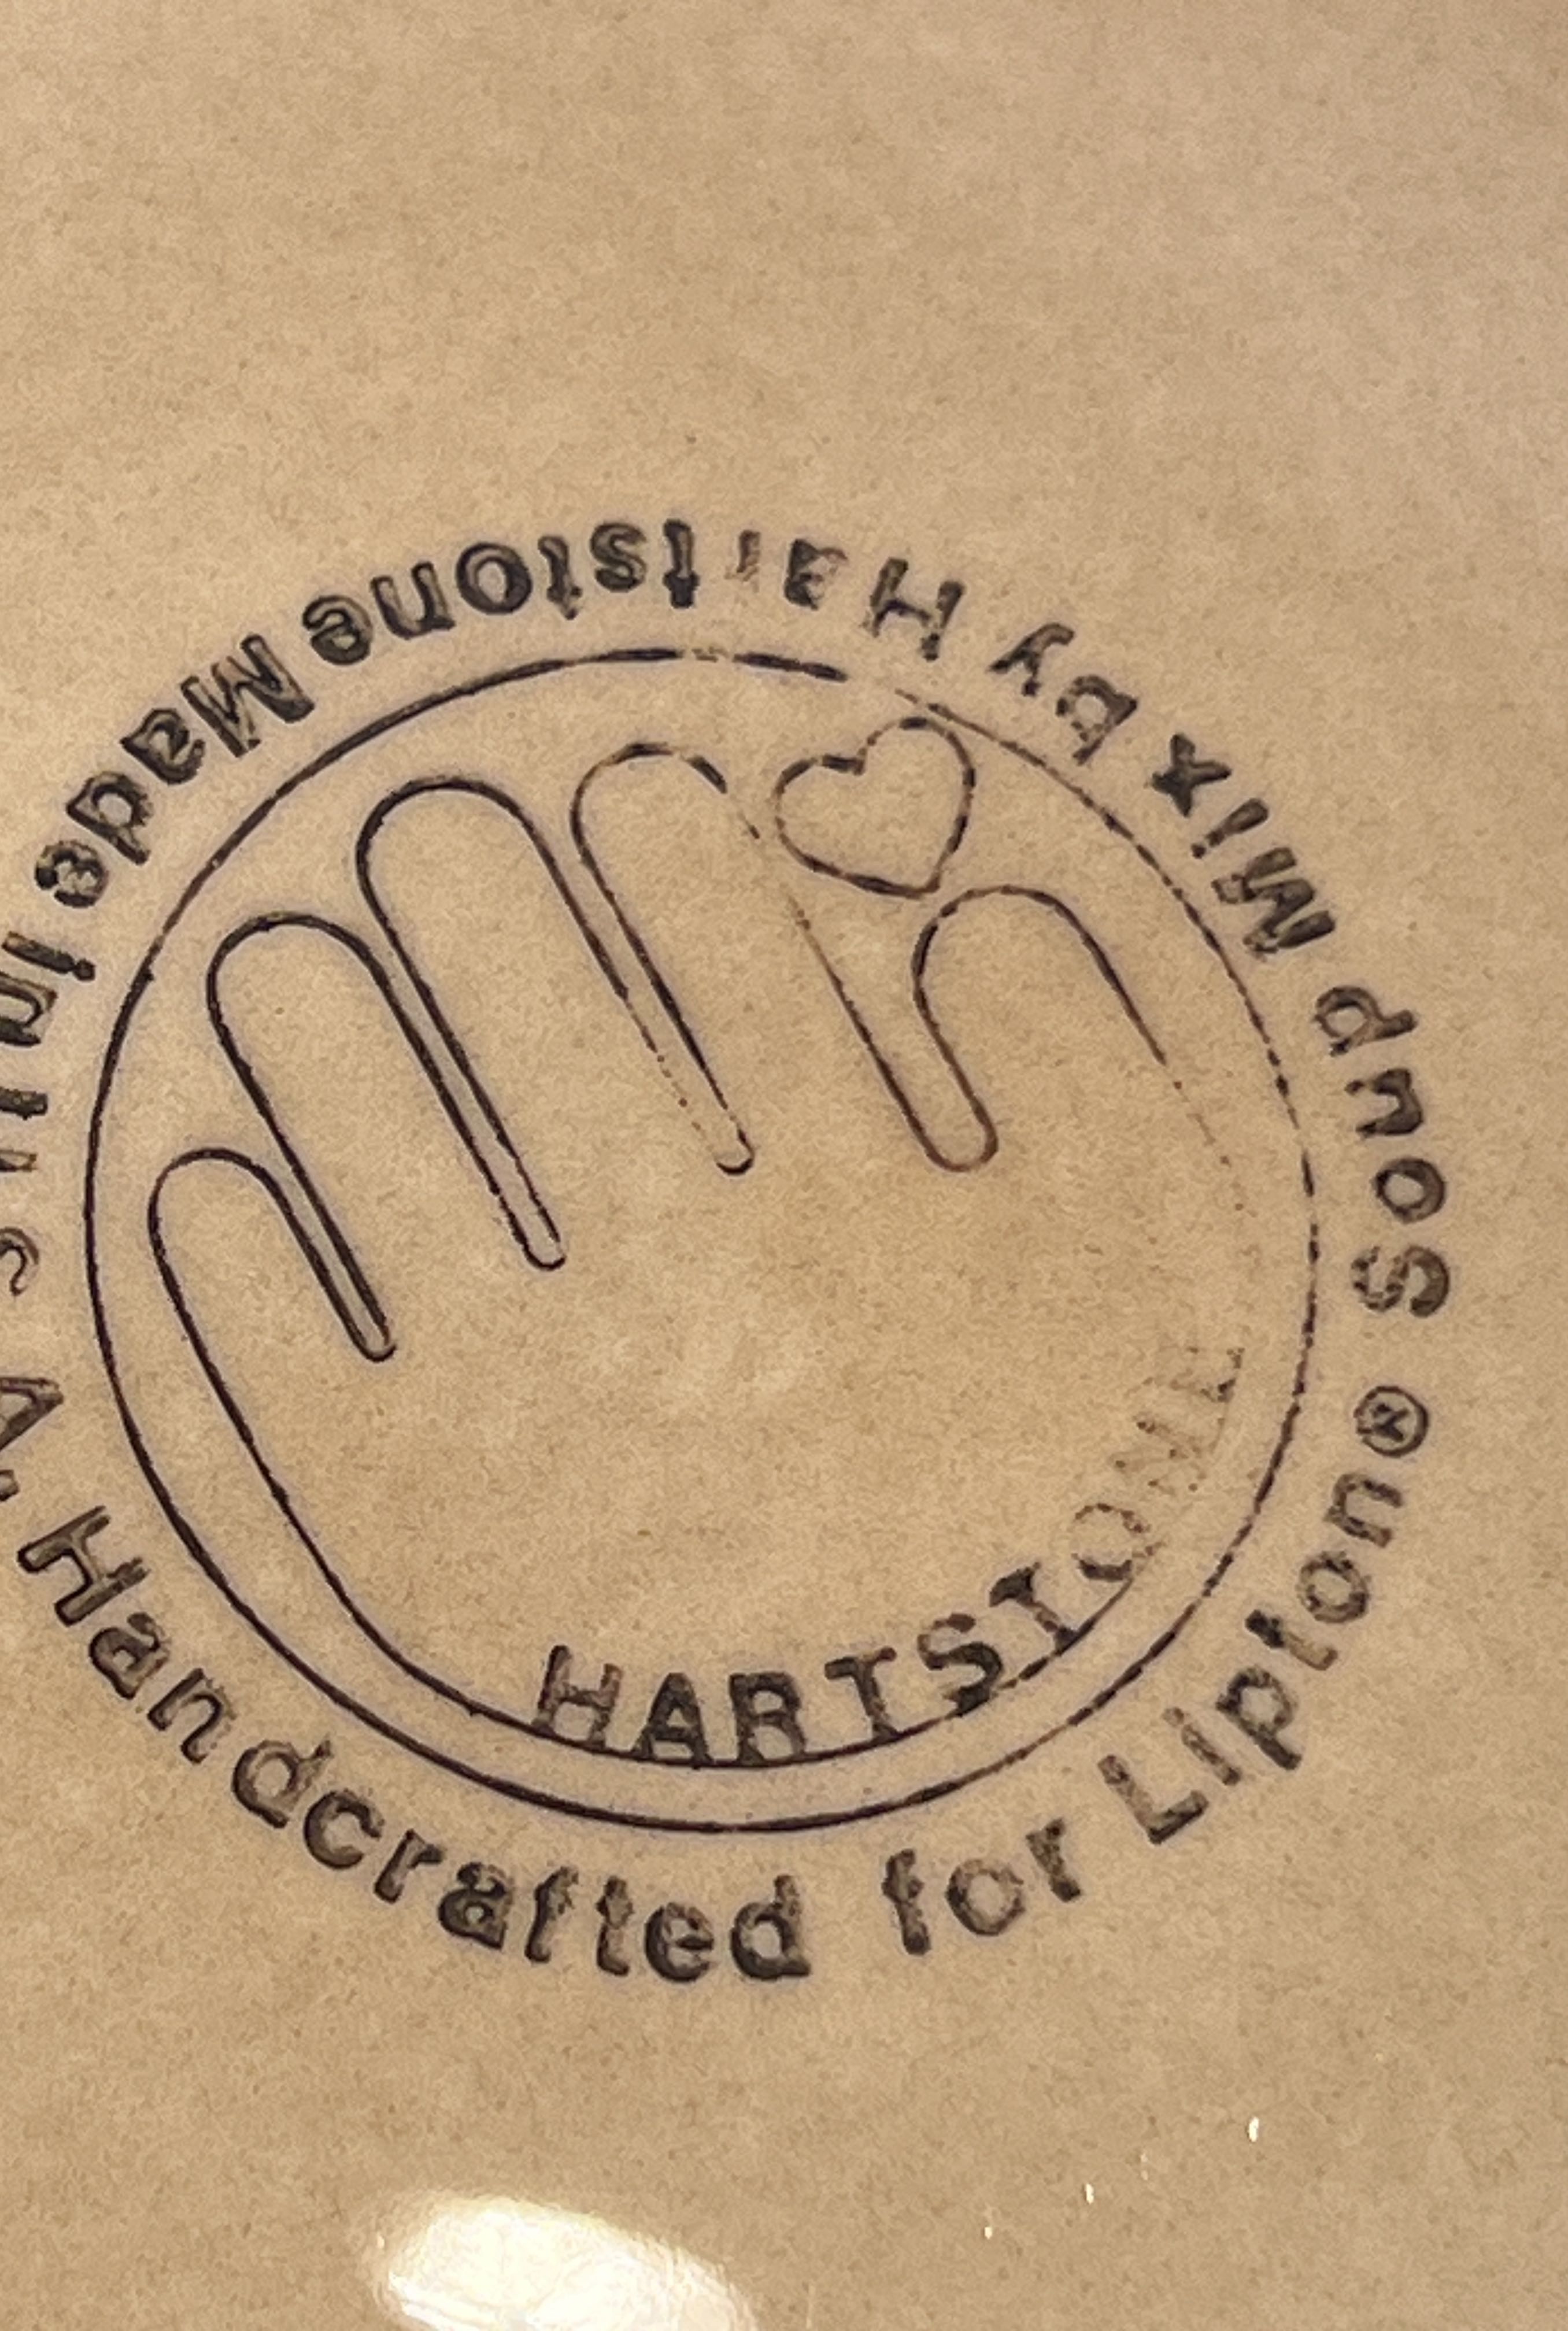 Handcrafted for Lipton® Soup Mix by Hartstone Made in
HARTSTONE